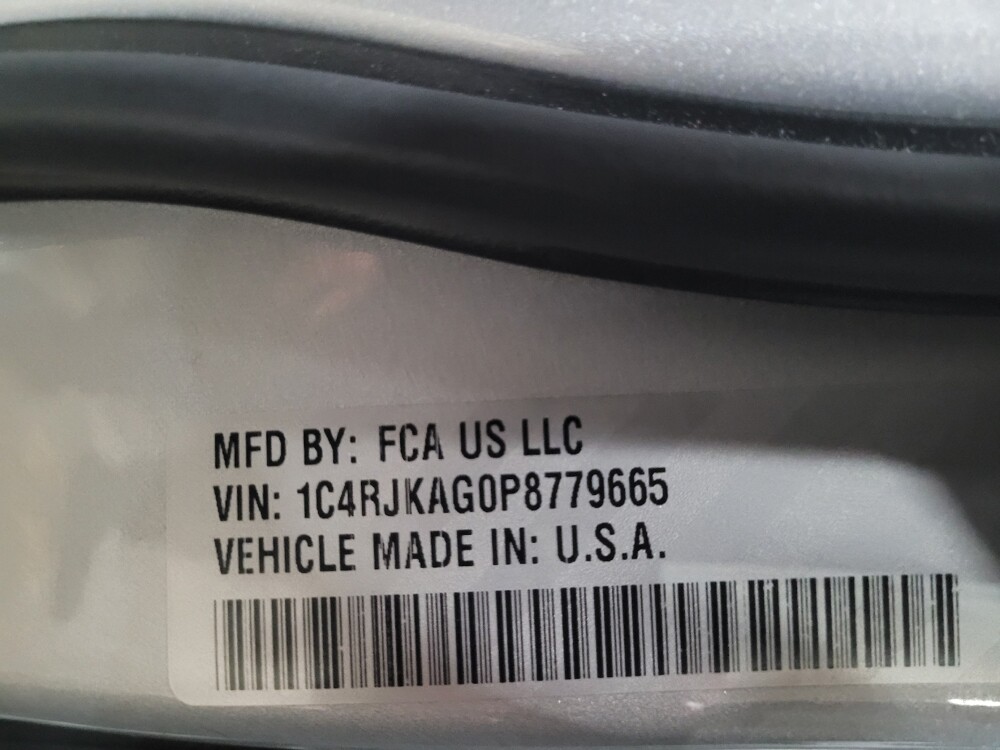 MFD BY: FCA US LLC
VIN: 1C4RJKAG0P8779665
VEHICLE MADE IN: U.S.A.